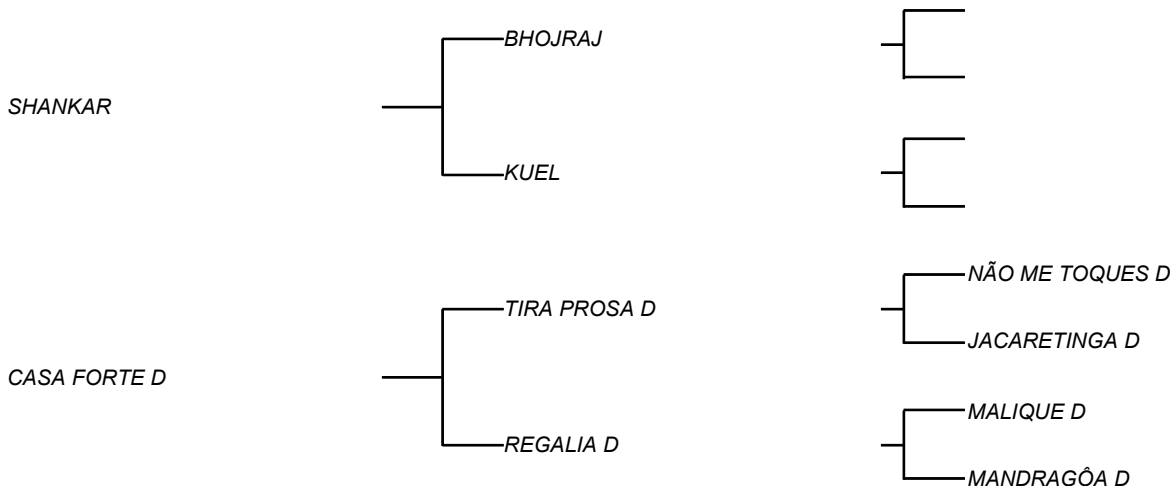 BHOJRAJ
SHANKAR
KUEL
NÃO ME TOQUES D
TIRA PROSA D
JACARETINGA D
CASA FORTE D
MALIQUE D
REGALIA D
MANDRAGÔA D